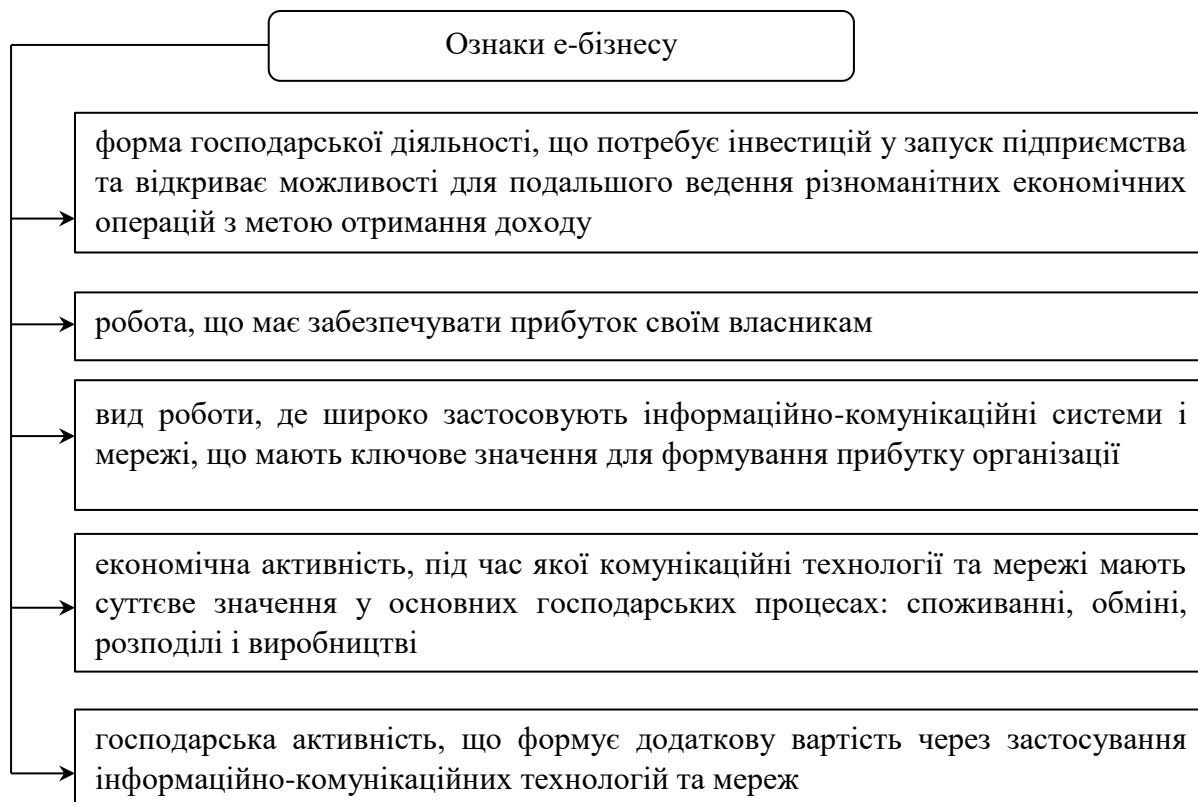 Ознаки е-бізнесу
форма господарської діяльності, що потребує інвестицій у запуск підприємства
та відкриває можливості для подальшого ведення різноманітних економічних
операцій з метою отримання доходу
робота, що має забезпечувати прибуток своїм власникам
вид роботи, де широко застосовують інформаційно-комунікаційні системи і
мережі, що мають ключове значення для формування прибутку організації
економічна активність, під час якої комунікаційні технології та мережі мають
суттєве значення у основних господарських процесах: споживанні, обміні,
розподілі і виробництві
господарська активність, що формує додаткову вартість через застосування
інформаційно-комунікаційних технологій та мереж